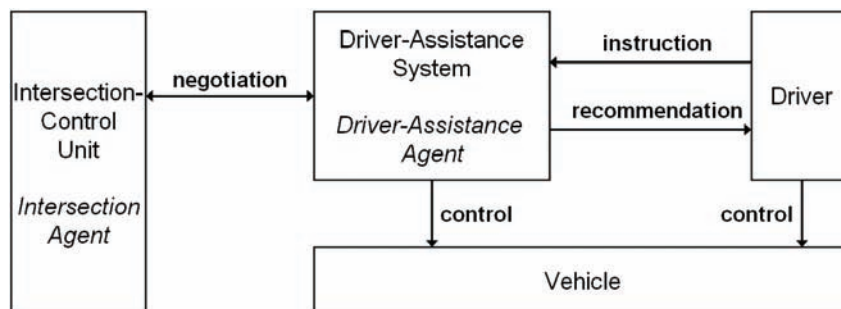 Intersection-
Control
Unit
Intersection
Agent
negotiation
Driver-Assistance
System
Driver-Assistance
Agent
instruction
recommendation
Driver
control
control
Vehicle